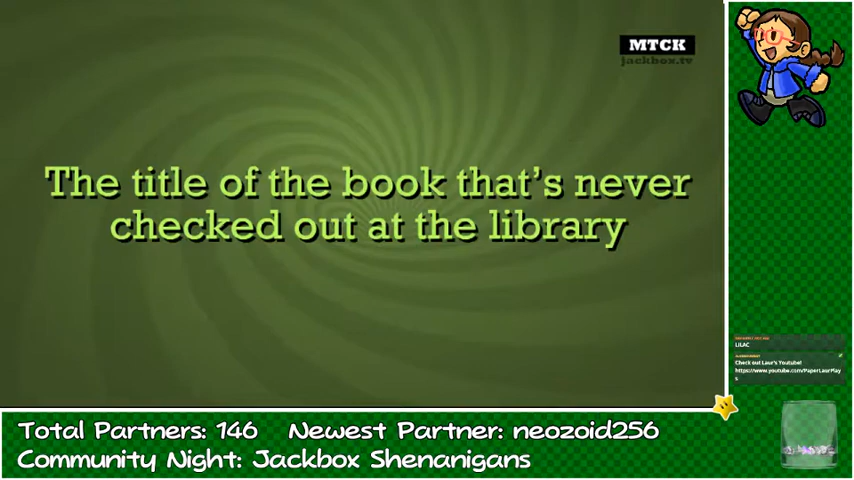 MTCK
jackbox.tv
The title of the book that's never
checked out at the library
LILAC
Check out Laur's Youtube!
https://www.youtube.com/PaperLaurPlay
s
Total Partners: 146 Newest Partner: neozoid256
Community Night: Jackbox Shenanigans